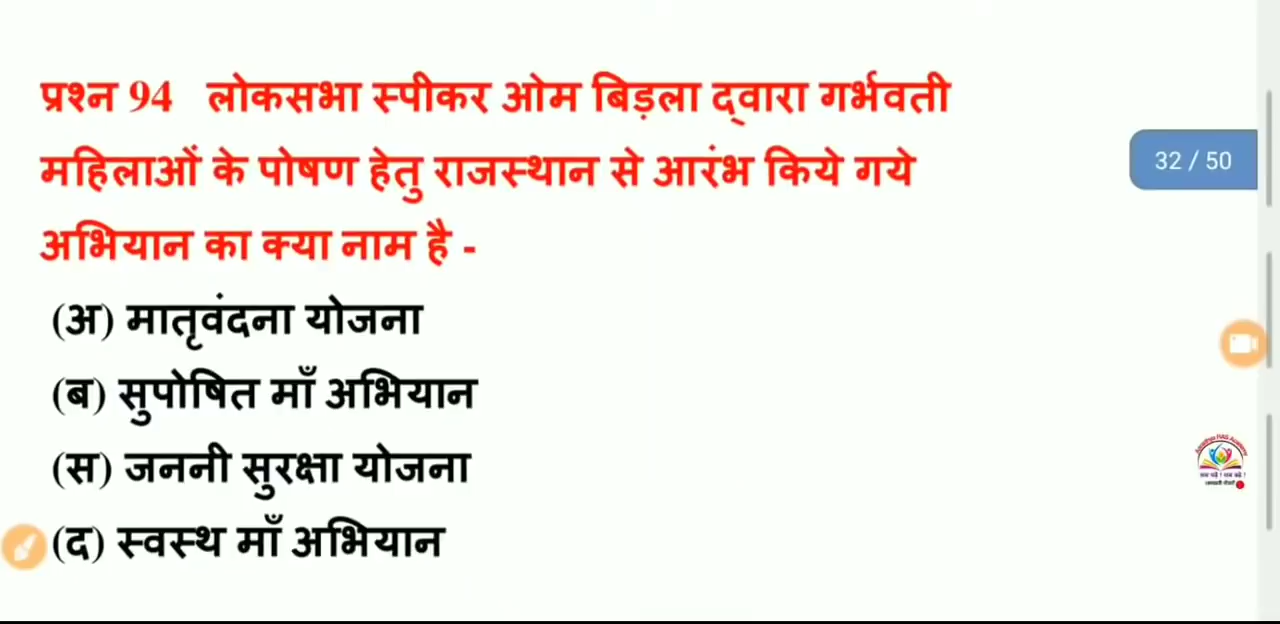 प्रश्न 94 लोकसभा स्पीकर ओम बिड़ला द्वारा गर्भवती
महिलाओं के पोषण हेतु राजस्थान से आरंभ किये गये
32 / 50
अभियान का क्या नाम है -
(अ) मातृवंदना योजना
(ब) सुपोषित माँ अभियान
(स) जननी सुरक्षा योजना
(द) स्वस्थ माँ अभियान